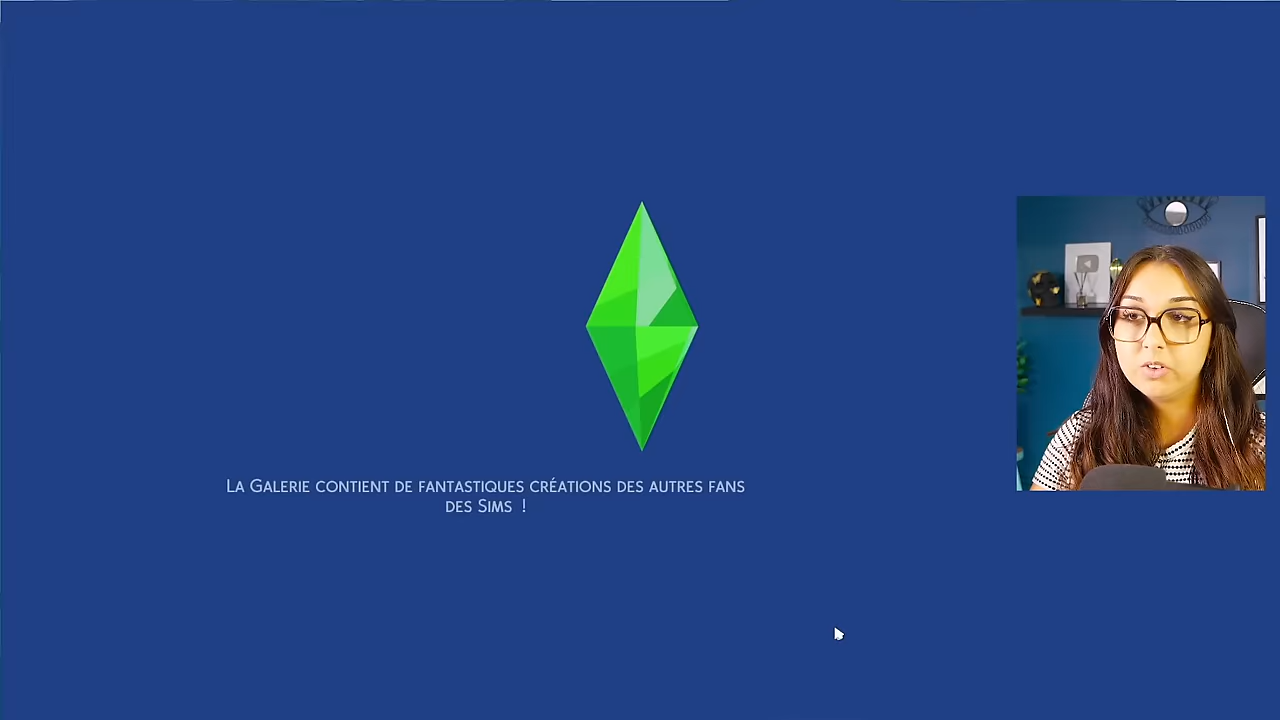 La Galerie contient de fantastiques créations des autres fans
des Sims !